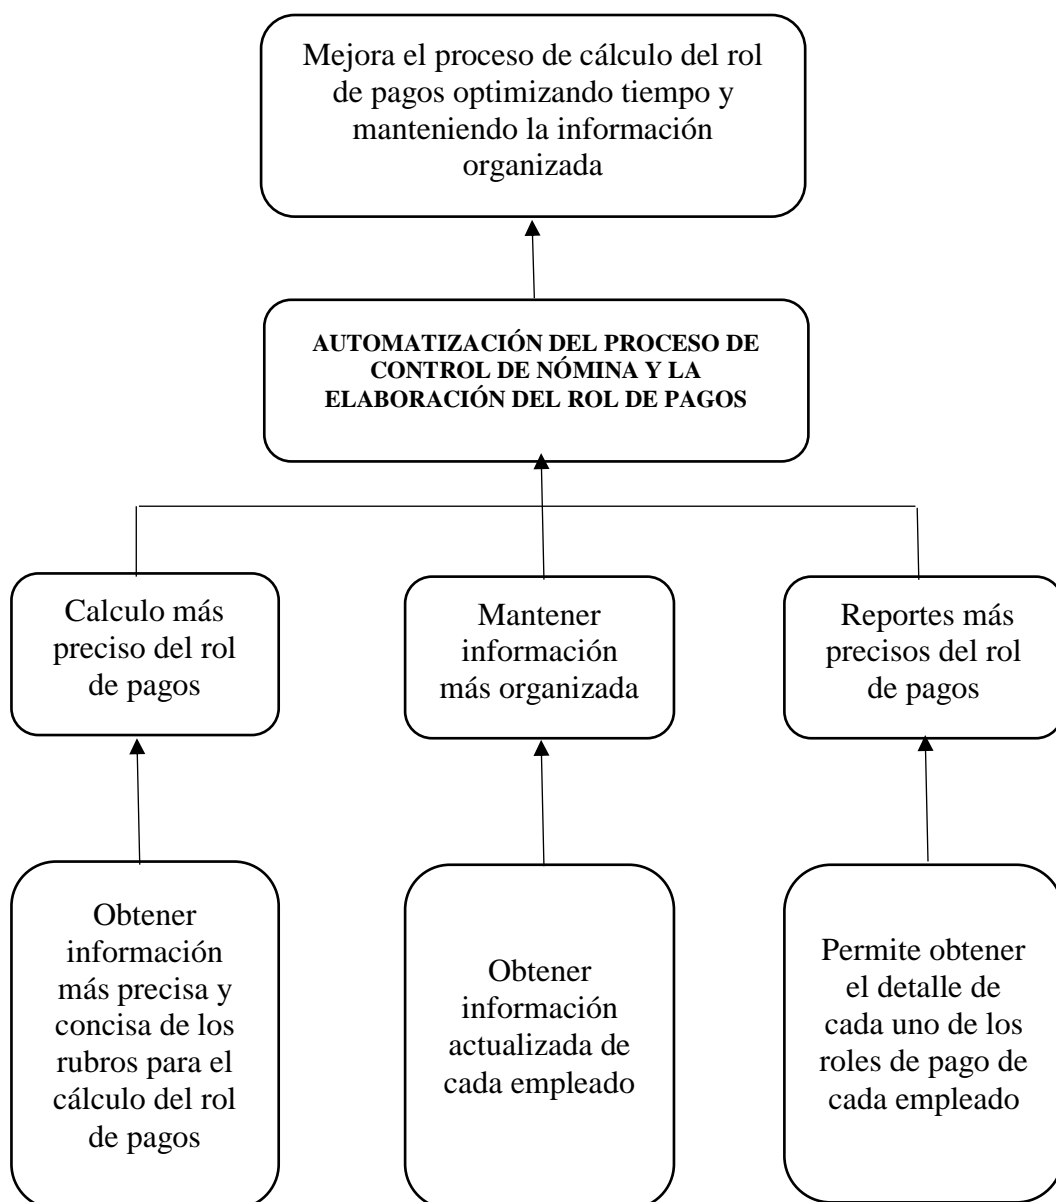 Mejora el proceso de cálculo del rol
de pagos optimizando tiempo y
manteniendo la información
organizada
AUTOMATIZACIÓN DEL PROCESO DE
CONTROL DE NÓMINA Y LA
ELABORACIÓN DEL ROL DE PAGOS
Calculo más
preciso del rol
de pagos
Mantener
información
más organizada
Reportes más
precisos del rol
de pagos
Obtener
información
más precisa y
concisa de los
rubros para el
cálculo del rol
de pagos
Obtener
información
actualizada de
cada empleado
Permite obtener
el detalle de
cada uno de los
roles de pago de
cada empleado